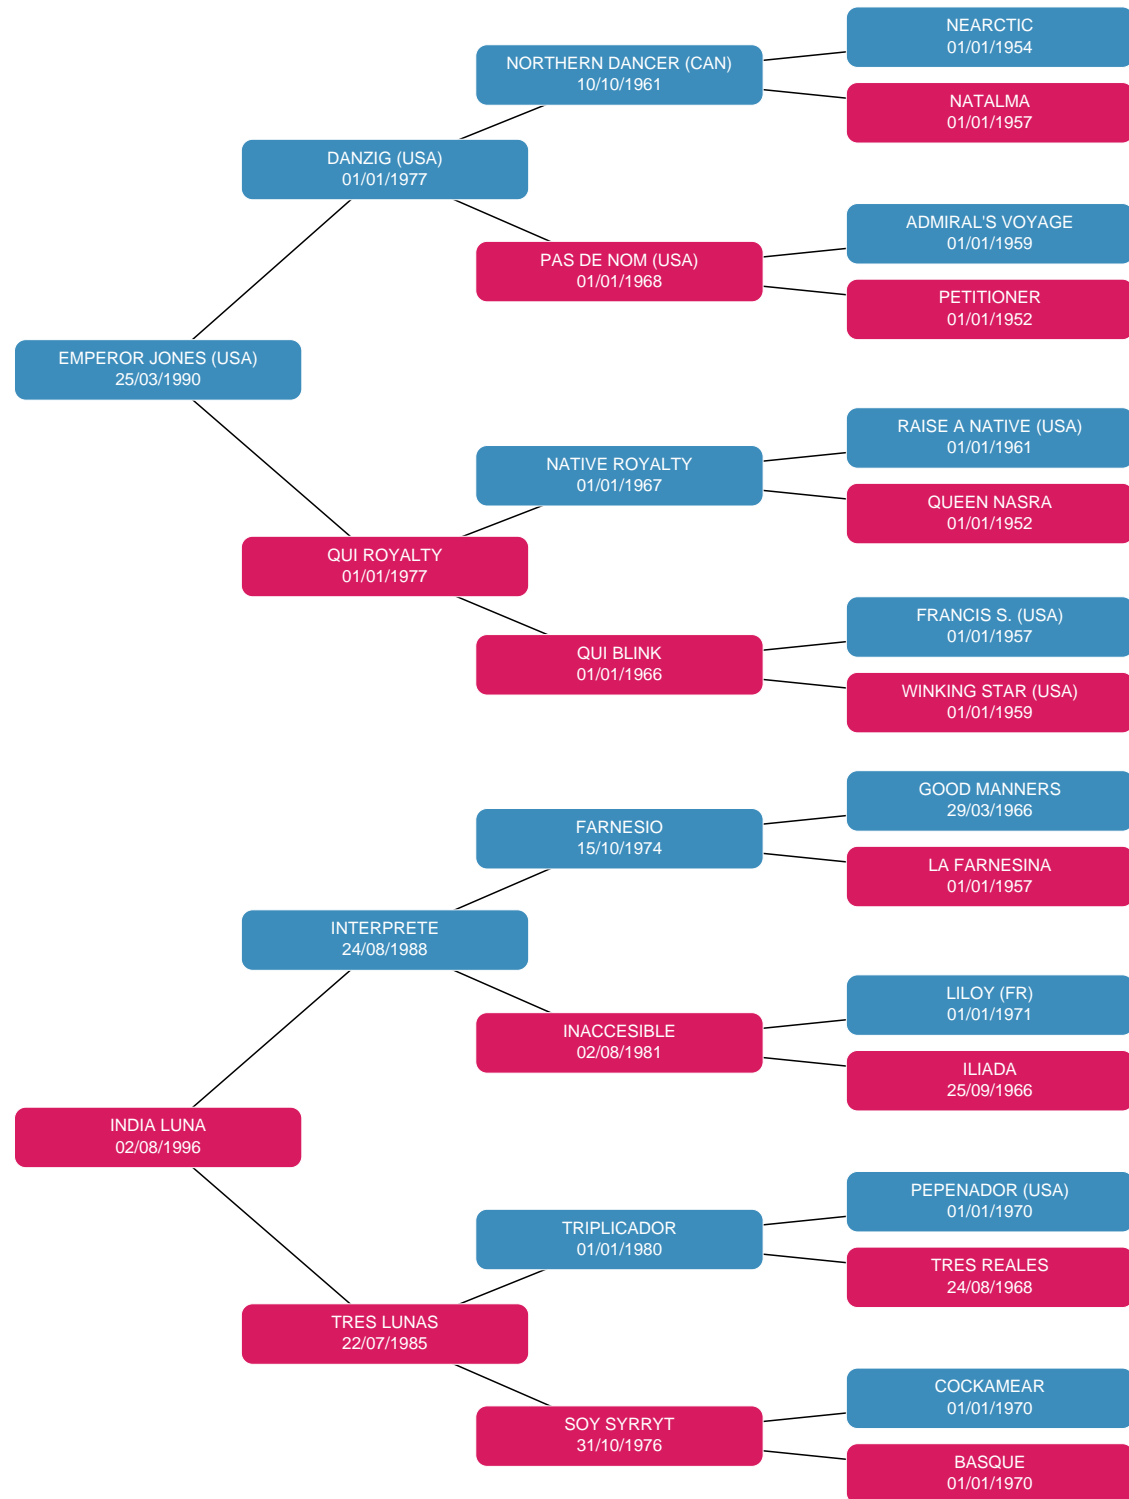 NEARCTIC
01/01/1954
NORTHERN DANCER (CAN)
10/10/1961
NATALMA
01/01/1957
DANZIG (USA)
01/01/1977
ADMIRAL'S VOYAGE
01/01/1959
PAS DE NOM (USA)
01/01/1968
PETITIONER
01/01/1952
EMPEROR JONES (USA)
25/03/1990
RAISE A NATIVE (USA)
01/01/1961
NATIVE ROYALTY
01/01/1967
QUEEN NASRA
01/01/1952
QUI ROYALTY
01/01/1977
FRANCIS S. (USA)
01/01/1957
QUI BLINK
01/01/1966
WINKING STAR (USA)
01/01/1959
GOOD MANNERS
29/03/1966
FARNESIO
15/10/1974
LA FARNESINA
01/01/1957
INTERPRETE
24/08/1988
LILOY (FR)
01/01/1971
INACCESIBLE
02/08/1981
ILIADA
25/09/1966
INDIA LUNA
02/08/1996
PEPENADOR (USA)
01/01/1970
TRIPLICADOR
01/01/1980
TRES REALES
24/08/1968
TRES LUNAS
22/07/1985
COCKAMEAR
01/01/1970
SOY SYRRYT
31/10/1976
BASQUE
01/01/1970